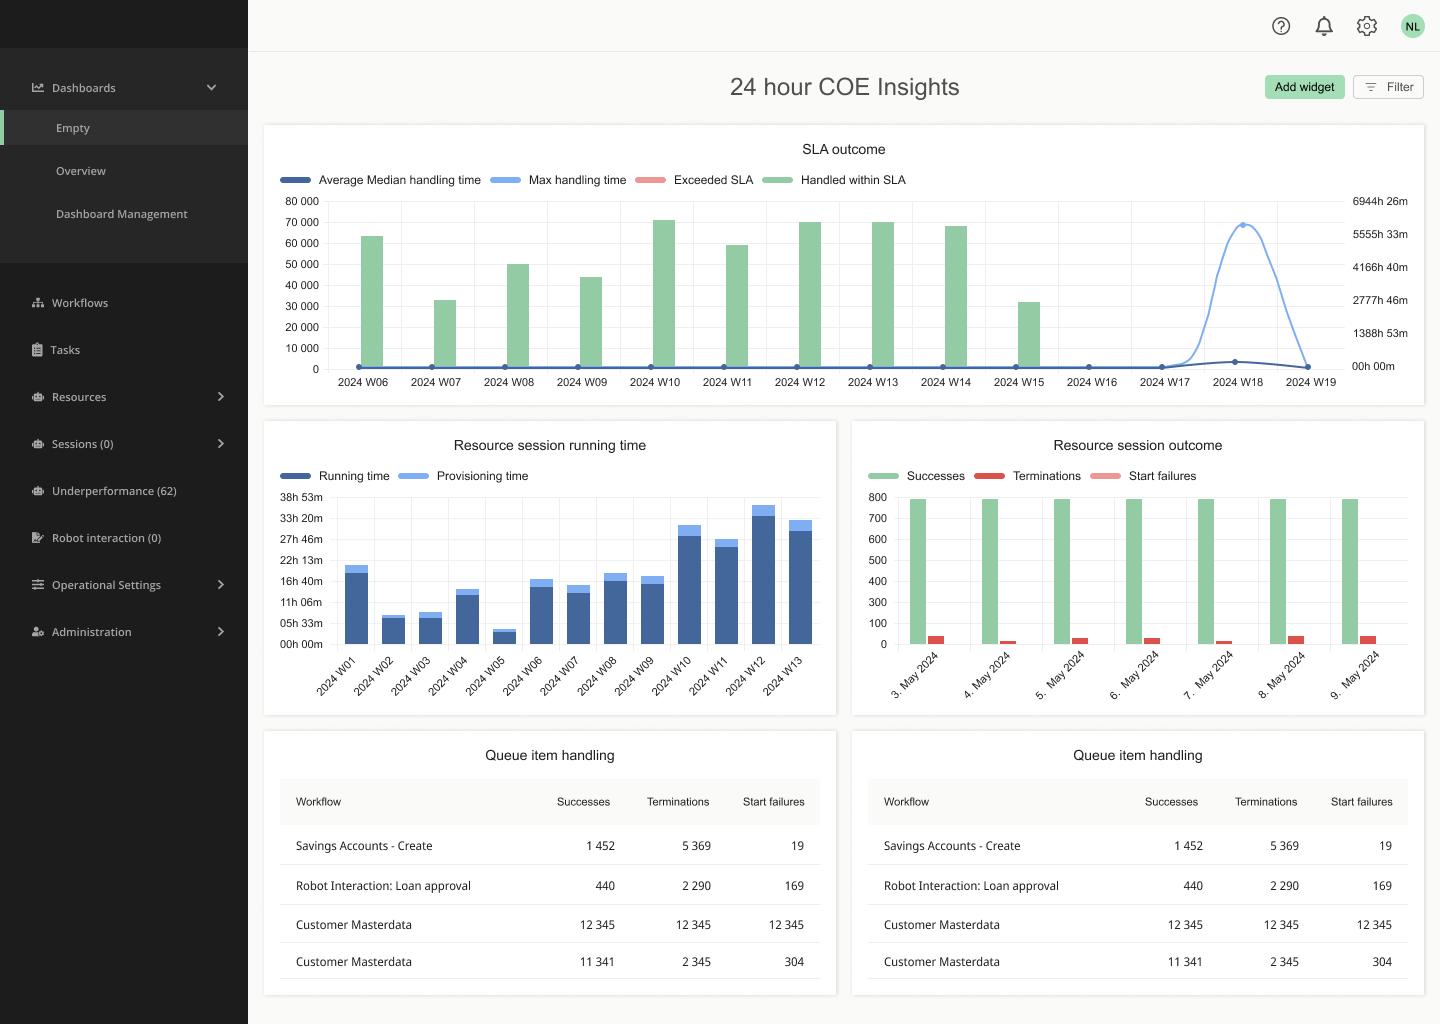 NL
Dashboards
Empty
Overview
Dashboard Management
Workflows
Tasks
Resources
Sessions (0)
Underperformance (62)
Robot interaction (0)
Operational Settings
Administration
24 hour COE Insights
Add widget
Filter
SLA outcome
Average Median handling time Max handling time Exceeded SLA Handled within SLA
80 000
70 000
60 000
50 000
40 000
30 000
20 000
10 000
0
6944h 26m
5555h 33m
4166h 40m
2777h 46m
1388h 53m
00h 00m
2024 W06 2024 W07 2024 W08 2024 W09 2024 W10 2024 W11 2024 W12 2024 W13 2024 W14 2024 W15 2024 W16 2024 W17 2024 W18 2024 W19
Resource session running time
Running time Provisioning time
38h 53m
33h 20m
27h 46m
22h 13m
16h 40m
11h 06m
05h 33m
00h 00m
2024 W01 2024 W02 2024 W03 2024 W04 2024 W05 2024 W06 2024 W07 2024 W08 2024 W09 2024 W10 2024 W11 2024 W12 2024 W13
Resource session outcome
Successes Terminations Start failures
800
700
600
500
400
300
100
0
3. May 2024 4. May 2024 5. May 2024 6. May 2024 7. May 2024 8. May 2024 9. May 2024
Queue item handling
Workflow Successes Terminations Start failures
Savings Accounts - Create 1 452 5 369 19
Robot Interaction: Loan approval 440 2 290 169
Customer Masterdata 12 345 12 345 12 345
Customer Masterdata 11 341 2 345 304
Queue item handling
Workflow Successes Terminations Start failures
Savings Accounts - Create 1 452 5 369 19
Robot Interaction: Loan approval 440 2 290 169
Customer Masterdata 12 345 12 345 12 345
Customer Masterdata 11 341 2 345 304